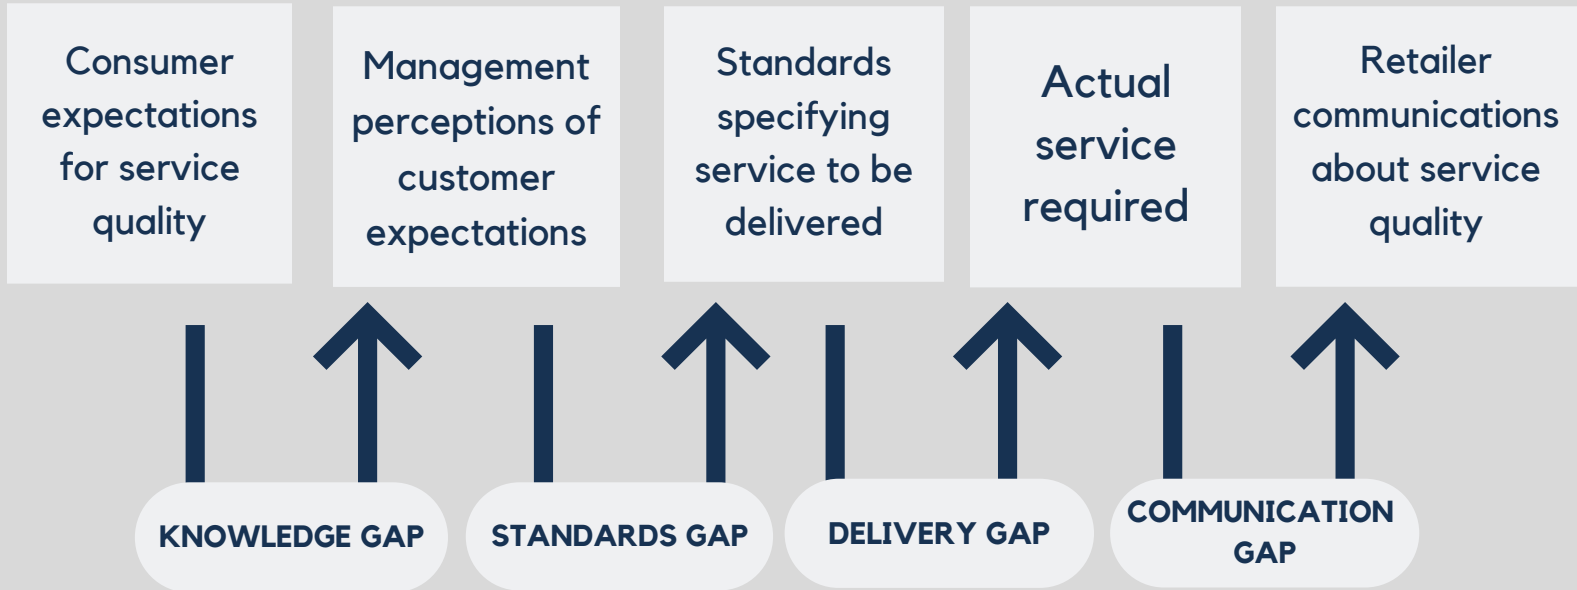 Consumer
expectations
for service
quality
Management
perceptions of
customer
expectations
Standards
specifying
service to be
delivered
Actual
service
required
Retailer
communications
about service
quality
KNOWLEDGE GAP
STANDARDS GAP
DELIVERY GAP
COMMUNICATION
GAP